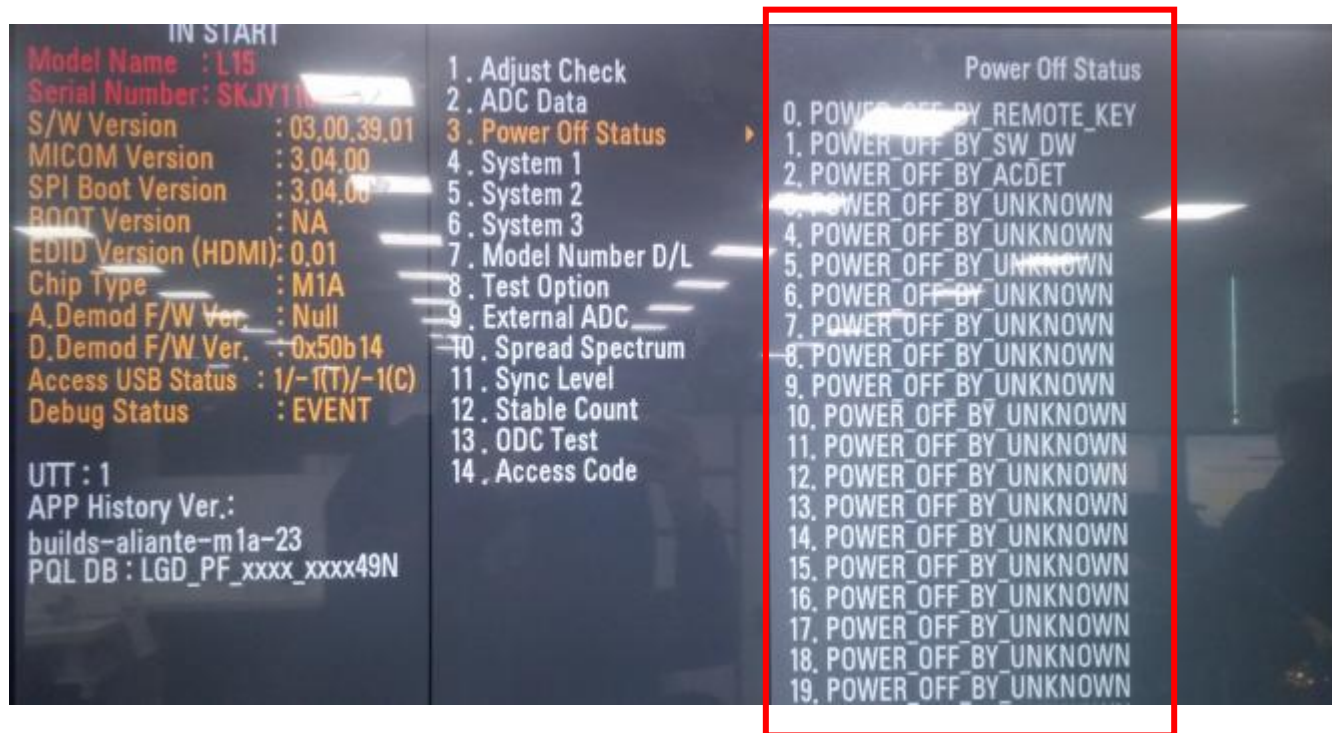 IN START
Model Name : L15
Serial Number: SKJY11
S/W Version : 03.00.39.01
MICOM Version : 3.04.00
SPI Boot Version : 3.04.00
BOOT Version : NA
EDID Version (HDMI): 0.01
Chip Type : M1A
A.Demod F/W Ver. : Null
D.Demod F/W Ver. : 0x50b14
Access USB Status : 1/-1(T)/-1(C)
Debug Status : EVENT
UTT : 1
APP History Ver.:
builds-aliante-m1a-23
PQL DB : LGD_PF_xxxx_xxxx49N
1. Adjust Check
2. ADC Data
3. Power Off Status
4. System 1
5. System 2
6. System 3
7. Model Number D/L
8. Test Option
9. External ADC
10. Spread Spectrum
11. Sync Level
12. Stable Count
13. ODC Test
14. Access Code
Power Off Status
0. POWER_OFF_BY_REMOTE_KEY
1. POWER_OFF_BY_SW_DW
2. POWER_OFF_BY_ACDET
3. POWER_OFF_BY_UNKNOWN
4. POWER_OFF_BY_UNKNOWN
5. POWER_OFF_BY_UNKNOWN
6. POWER_OFF_BY_UNKNOWN
7. POWER_OFF_BY_UNKNOWN
8. POWER_OFF_BY_UNKNOWN
9. POWER_OFF_BY_UNKNOWN
10. POWER_OFF_BY_UNKNOWN
11. POWER_OFF_BY_UNKNOWN
12. POWER_OFF_BY_UNKNOWN
13. POWER_OFF_BY_UNKNOWN
14. POWER_OFF_BY_UNKNOWN
15. POWER_OFF_BY_UNKNOWN
16. POWER_OFF_BY_UNKNOWN
17. POWER_OFF_BY_UNKNOWN
18. POWER_OFF_BY_UNKNOWN
19. POWER_OFF_BY_UNKNOWN